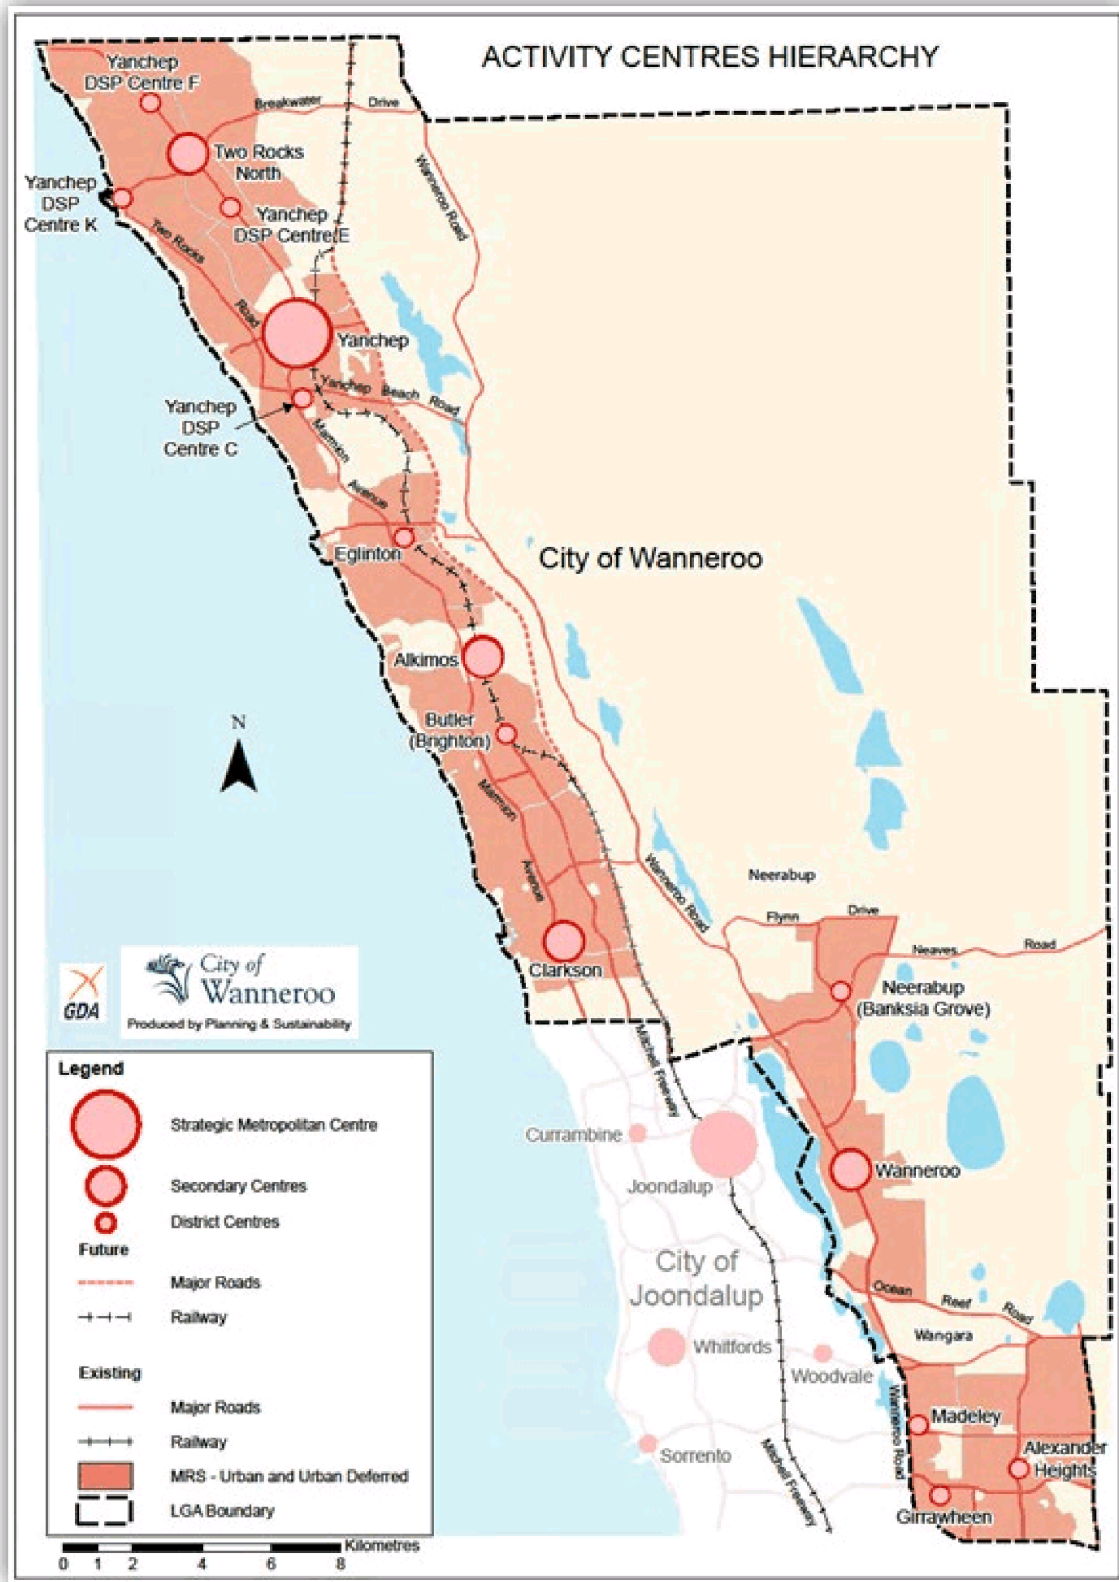 ACTIVITY CENTRES HIERARCHY
Yanchep
DSP Centre F
Breakwater Drive
Two Rocks
North
Wanneroo Road
Yanchep
DSP
Centre K
Yanchep
DSP Centre E
Two Rocks
Road
Yanchep
Yanchep Beach Road
Yanchep
DSP
Centre C
Marmion
Avenue
Eglinton
City of Wanneroo
Alkimos
N
Butler
(Brighton)
Marmion
Avenue
Wanneroo Road
Neerabup
Flynn Drive
Neaves Road
Clarkson
Neerabup
(Banksia Grove)
GDA
City of
Wanneroo
Produced by Planning & Sustainability
Mitchell Freeway
Currambine
Joondalup
Wanneroo
City of
Joondalup
Ocean Reef Road
Wangara
Whitfords
Woodvale
Wanneroo Road
Madeley
Sorrento
Mitchell Freeway
Alexander
Heights
Girrawheen
Legend
Strategic Metropolitan Centre
Secondary Centres
District Centres
Future
Major Roads
Railway
Existing
Major Roads
Railway
MRS - Urban and Urban Deferred
LGA Boundary
Kilometres
0 1 2 4 6 8